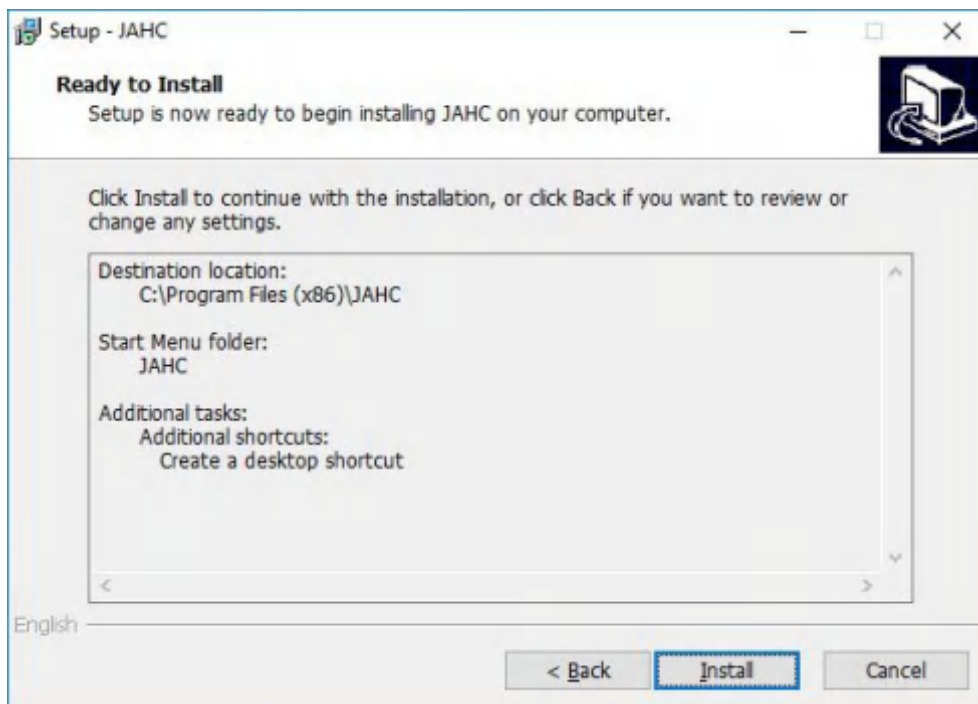 Setup - JAHC
Ready to Install
Setup is now ready to begin installing JAHC on your computer.
Click Install to continue with the installation, or click Back if you want to review or
change any settings.
Destination location:
C:\Program Files (x86)\JAHC
Start Menu folder:
JAHC
Additional tasks:
Additional shortcuts:
Create a desktop shortcut
English
< Back
Install
Cancel